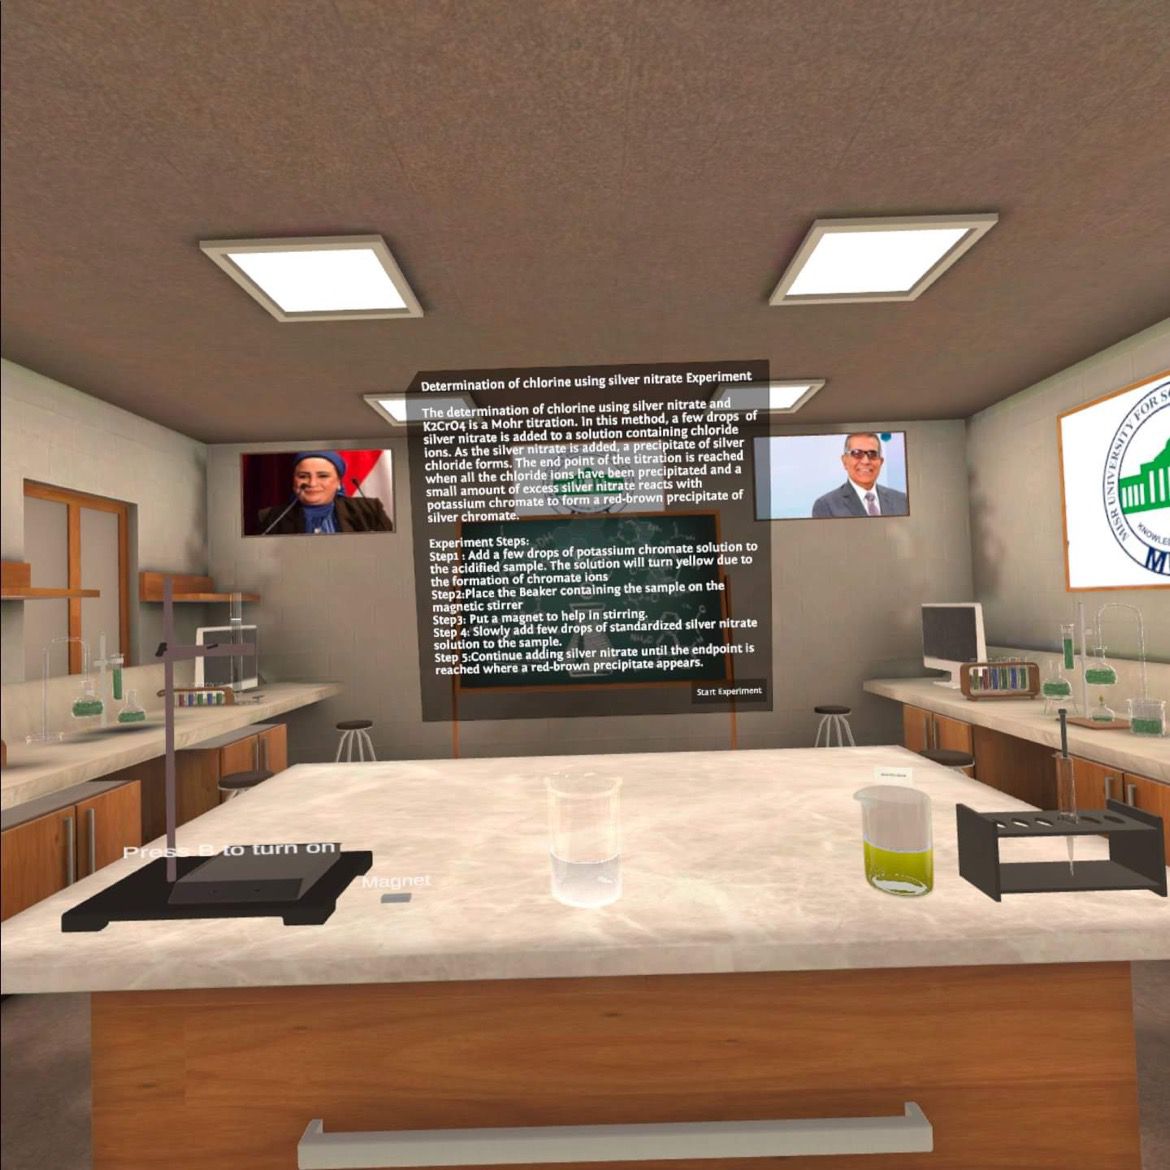 Determination of chlorine using silver nitrate Experiment
The determination of chlorine using silver nitrate and
K2CrO4 is a Mohr titration. In this method, a few drops of
silver nitrate is added to a solution containing chloride
ions. As the silver nitrate is added, a precipitate of silver
chloride forms. The end point of the titration is reached
when all the chloride ions have been precipitated and a
small amount of excess silver nitrate reacts with
potassium chromate to form a red-brown precipitate of
silver chromate.
Experiment Steps:
Step1 : Add a few drops of potassium chromate solution to
the acidified sample. The solution will turn yellow due to
the formation of chromate ions
Step2:Place the Beaker containing the sample on the
magnetic stirrer
Step3: Put a magnet to help in stirring.
Step 4: Slowly add few drops of standardized silver nitrate
solution to the sample.
Step 5:Continue adding silver nitrate until the endpoint is
reached where a red-brown precipitate appears.
Start Experiment
MISR UNIVERSITY FOR
Press B to turn on
Magnet